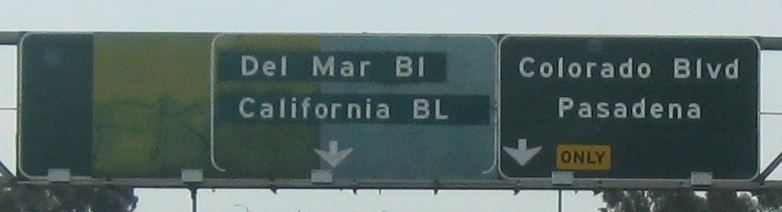 Del Mar Bl
California BL
Colorado Blvd
Pasadena
ONLY